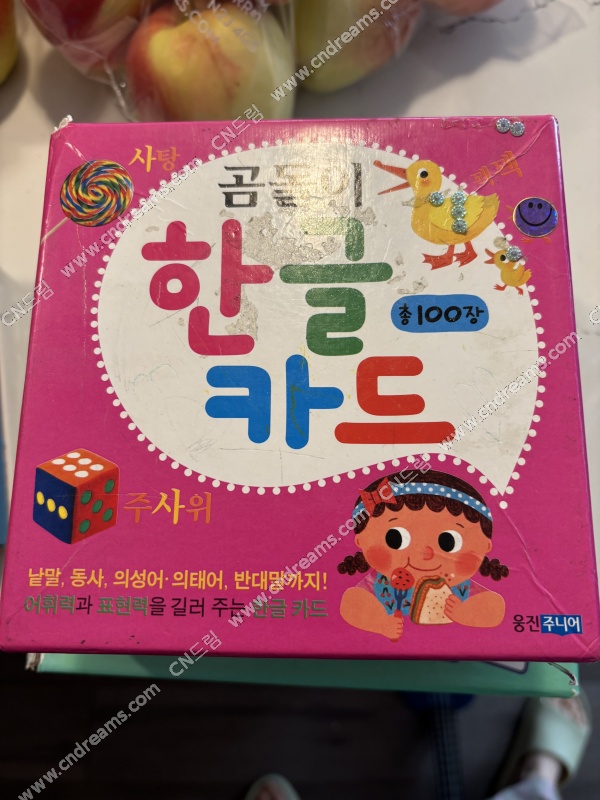 사탕
곰돌이
꽥꽥
한글
총 100장
카드
주사위
낱말, 동사, 의성어·의태어, 반대말까지!
어휘력과 표현력을 길러 주는 한글 카드
웅진주니어
CN드림
www.cndreams.com